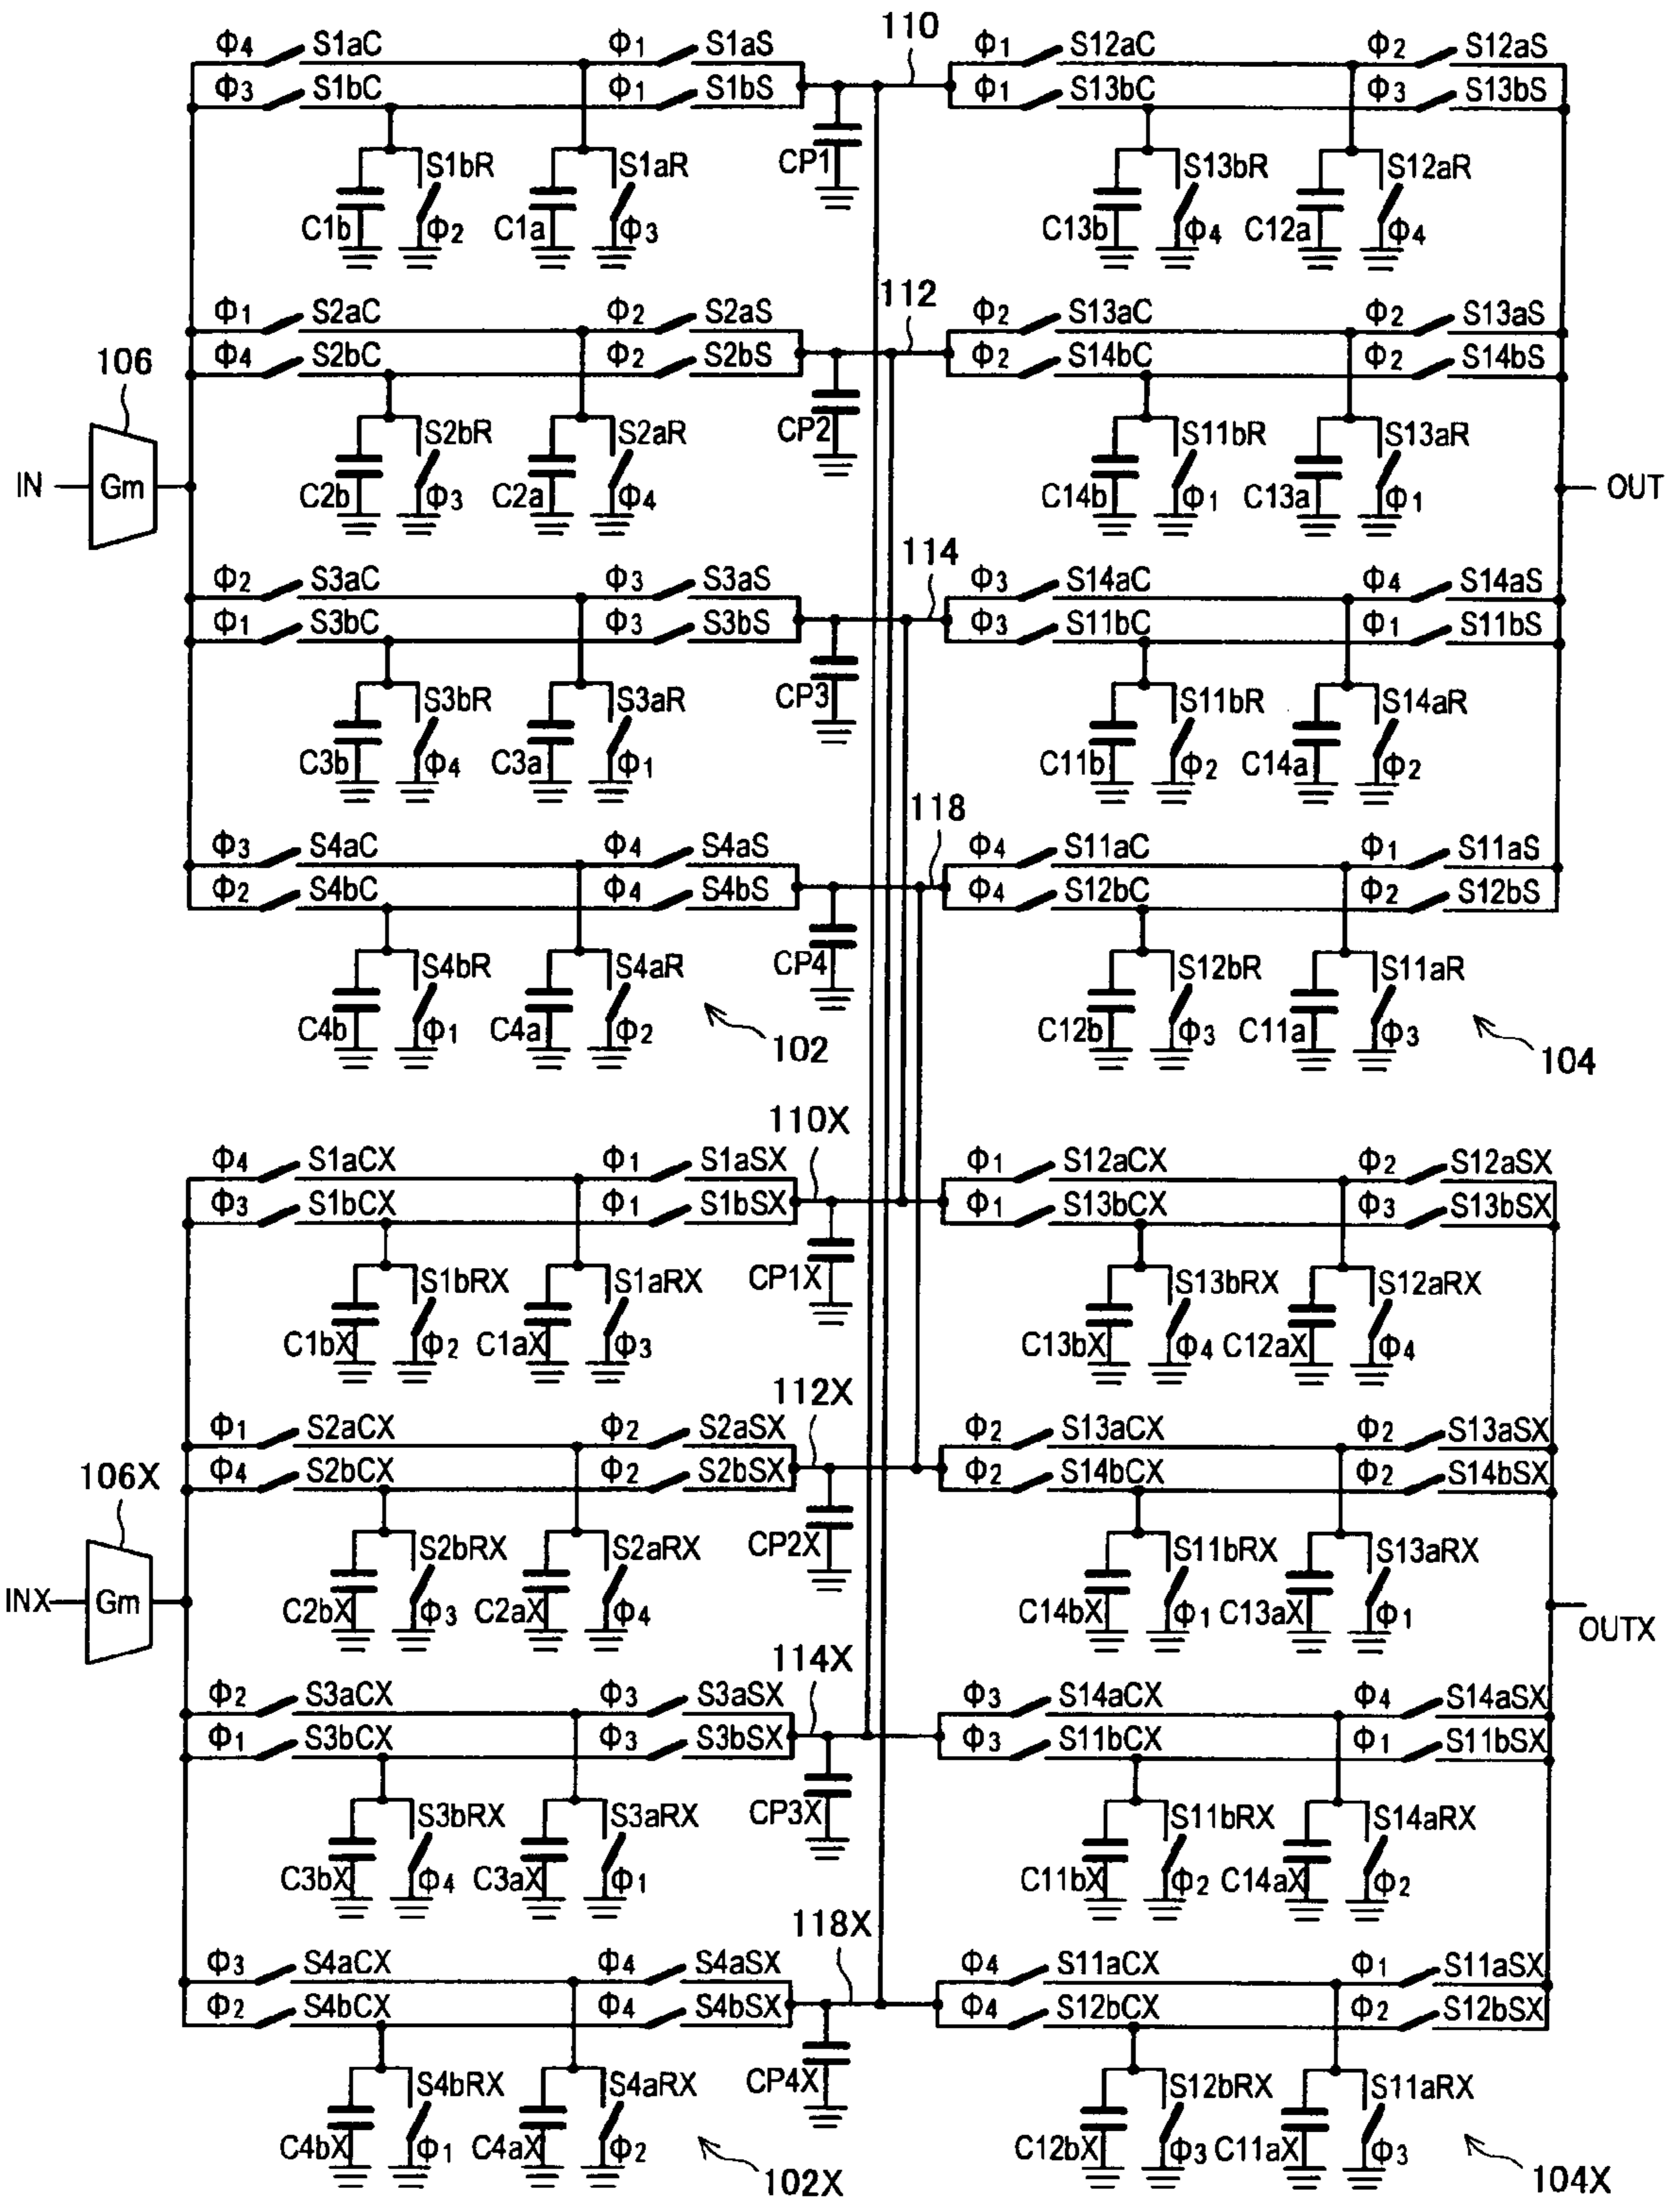 110
Φ4 S1aC Φ1 S1aS Φ1 S12aC Φ2 S12aS
Φ3 S1bC Φ1 S1bS Φ1 S13bC Φ3 S13bS
CP1
S1bR S1aR S13bR S12aR
C1b Φ2 C1a Φ3 C13b Φ4 C12a Φ4
112
Φ1 S2aC Φ2 S2aS Φ2 S13aC Φ2 S13aS
Φ4 S2bC Φ2 S2bS Φ2 S14bC Φ2 S14bS
106
CP2
S2bR S2aR S11bR S13aR
IN Gm C2b Φ3 C2a Φ4 C14b Φ1 C13a Φ1 OUT
114
Φ2 S3aC Φ3 S3aS Φ3 S14aC Φ4 S14aS
Φ1 S3bC Φ3 S3bS Φ3 S11bC Φ1 S11bS
CP3
S3bR S3aR S11bR S14aR
C3b Φ4 C3a Φ1 C11b Φ2 C14a Φ2
118
Φ3 S4aC Φ4 S4aS Φ4 S11aC Φ1 S11aS
Φ2 S4bC Φ4 S4bS Φ4 S12bC Φ2 S12bS
CP4
S4bR S4aR S12bR S11aR
C4b Φ1 C4a Φ2 C12b Φ3 C11a Φ3
102 104
110X
Φ4 S1aCX Φ1 S1aSX Φ1 S12aCX Φ2 S12aSX
Φ3 S1bCX Φ1 S1bSX Φ1 S13bCX Φ3 S13bSX
CP1X
S1bRX S1aRX S13bRX S12aRX
C1bX Φ2 C1aX Φ3 C13bX Φ4 C12aX Φ4
112X
Φ1 S2aCX Φ2 S2aSX Φ2 S13aCX Φ2 S13aSX
Φ4 S2bCX Φ2 S2bSX Φ2 S14bCX Φ2 S14bSX
106X
CP2X
S2bRX S2aRX S11bRX S13aRX
INX Gm C2bX Φ3 C2aX Φ4 C14bX Φ1 C13aX Φ1 OUTX
114X
Φ2 S3aCX Φ3 S3aSX Φ3 S14aCX Φ4 S14aSX
Φ1 S3bCX Φ3 S3bSX Φ3 S11bCX Φ1 S11bSX
CP3X
S3bRX S3aRX S11bRX S14aRX
C3bX Φ4 C3aX Φ1 C11bX Φ2 C14aX Φ2
118X
Φ3 S4aCX Φ4 S4aSX Φ4 S11aCX Φ1 S11aSX
Φ2 S4bCX Φ4 S4bSX Φ4 S12bCX Φ2 S12bSX
CP4X
S4bRX S4aRX S12bRX S11aRX
C4bX Φ1 C4aX Φ2 C12bX Φ3 C11aX Φ3
102X 104X